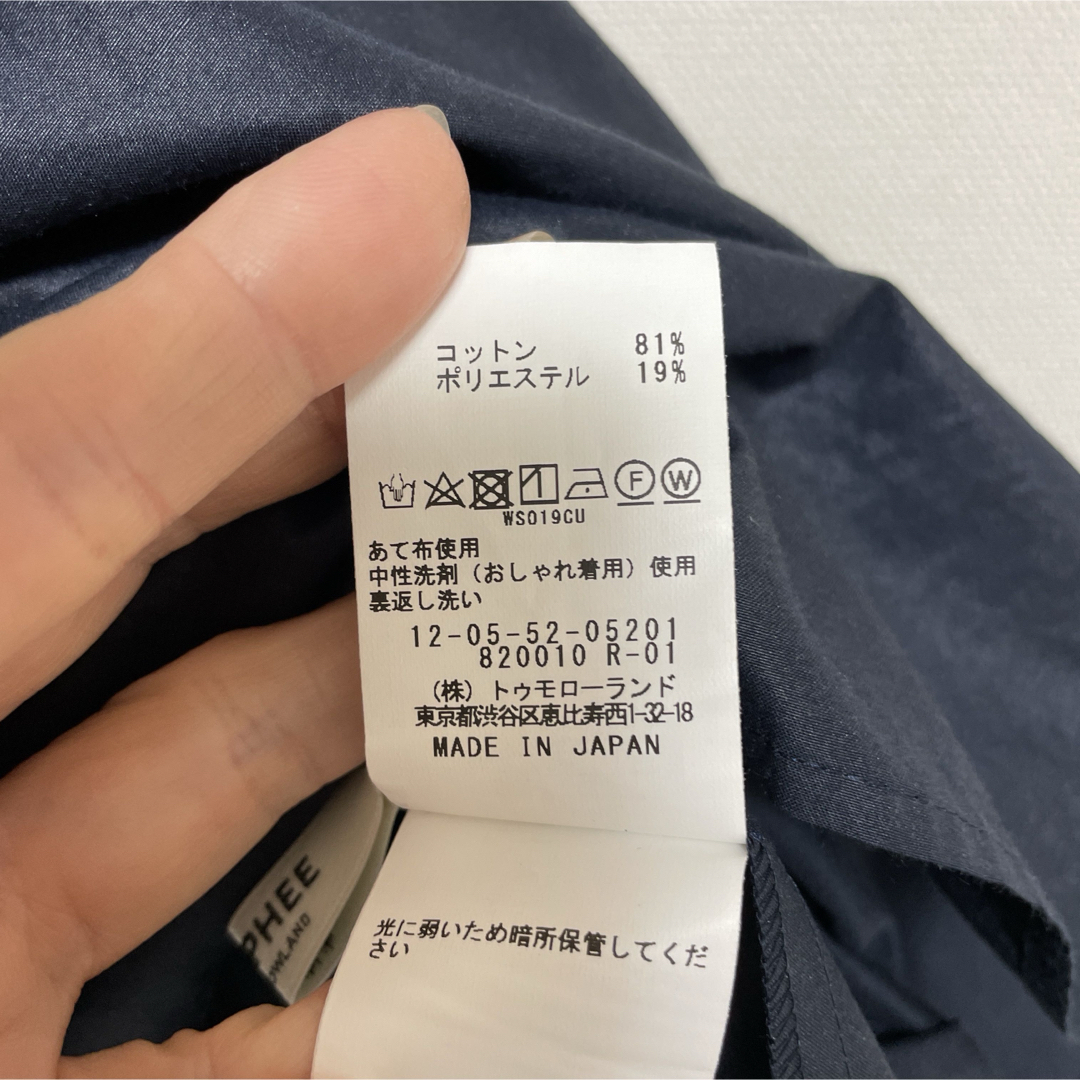 コットン 81%
ポリエステル 19%
F W
WS019CU
あて布使用
中性洗剤（おしゃれ着用）使用
裏返し洗い
12-05-52-05201
820010 R-01
（株）トゥモローランド
東京都渋谷区恵比寿西1-32-18
MADE IN JAPAN
光に弱いため暗所保管してくだ
さい
PHEE
OWLAND